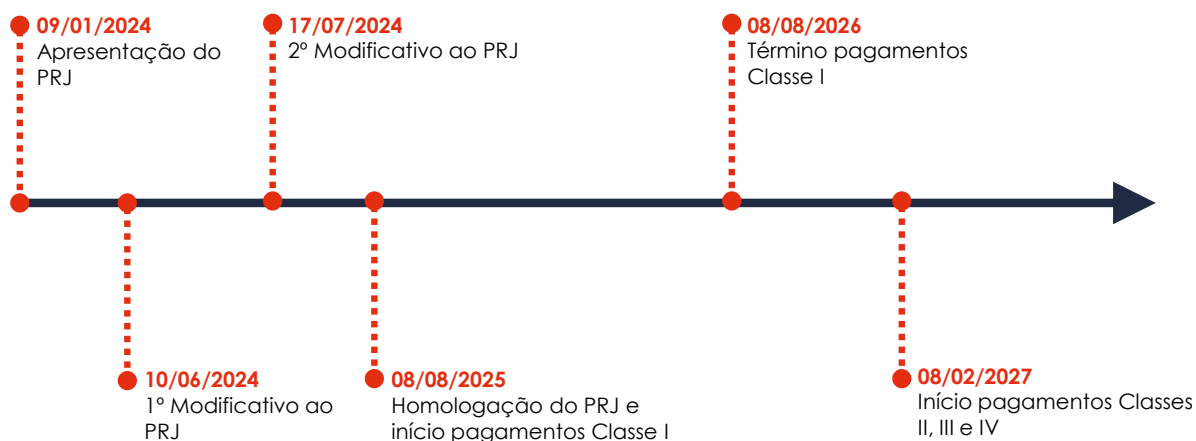 09/01/2024
Apresentação do
PRJ
17/07/2024
2º Modificativo ao PRJ
08/08/2026
Término pagamentos
Classe I
10/06/2024
1º Modificativo ao
PRJ
08/08/2025
Homologação do PRJ e
início pagamentos Classe I
08/02/2027
Início pagamentos Classes
II, III e IV